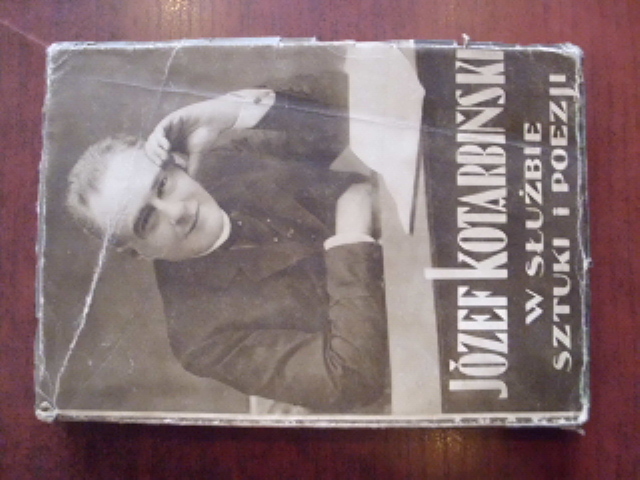 JÓZEF KOTARBIŃSKI
W SŁUŻBIE
SZTUKI i POEZJI